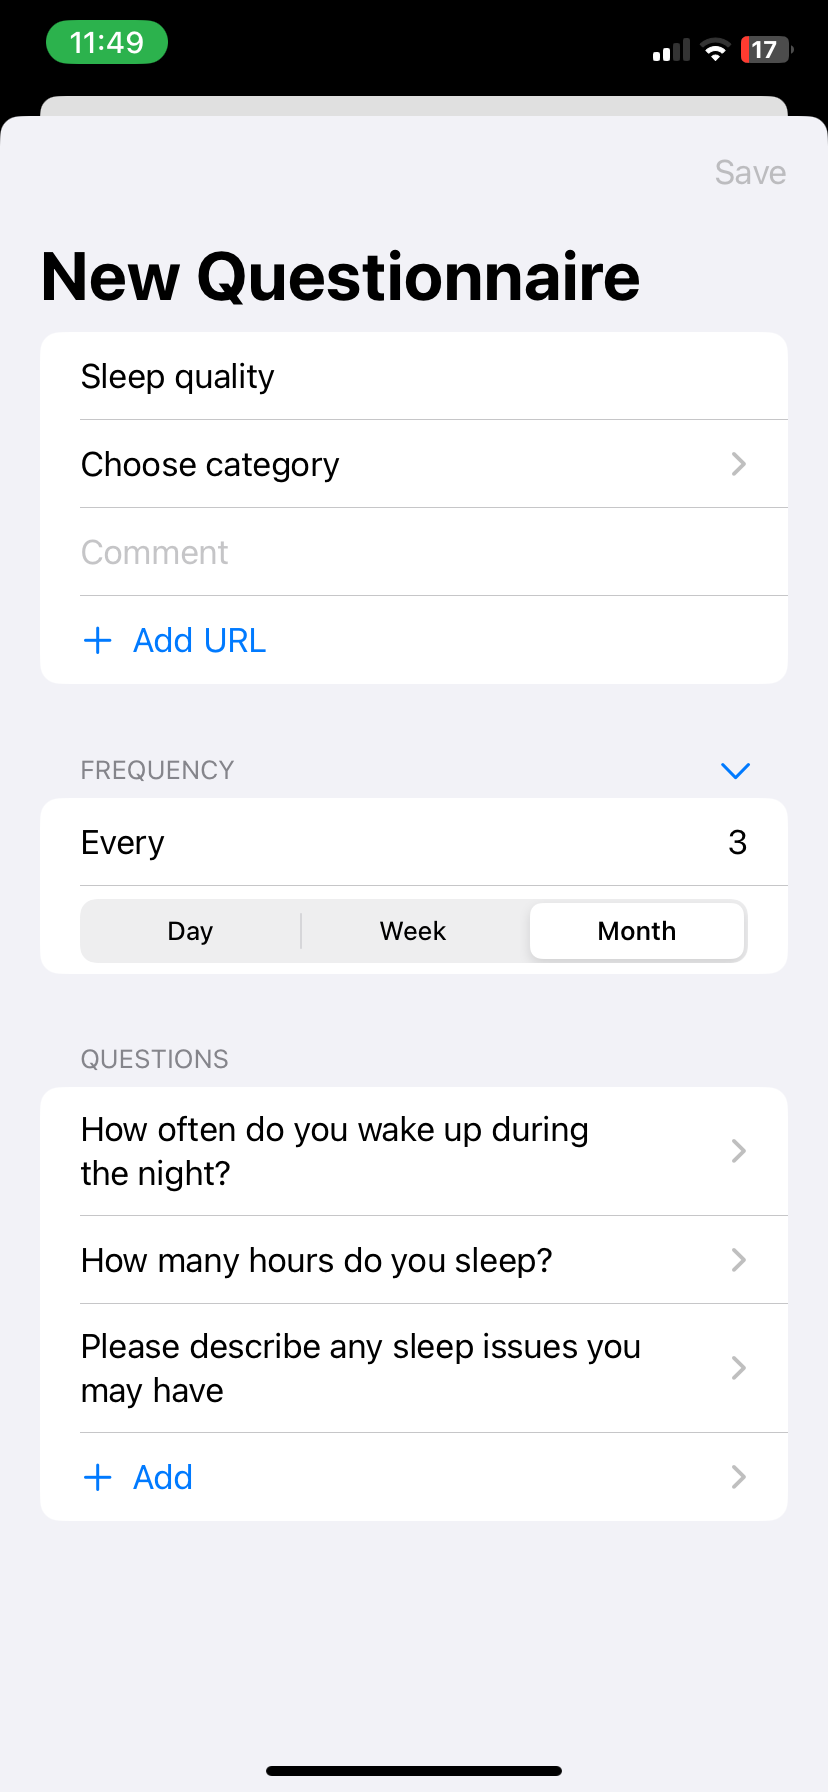 11:49
17
Save
New Questionnaire
Sleep quality
Choose category
Comment
Add URL
FREQUENCY
Every 3
Day Week Month
QUESTIONS
How often do you wake up during
the night?
How many hours do you sleep?
Please describe any sleep issues you
may have
Add